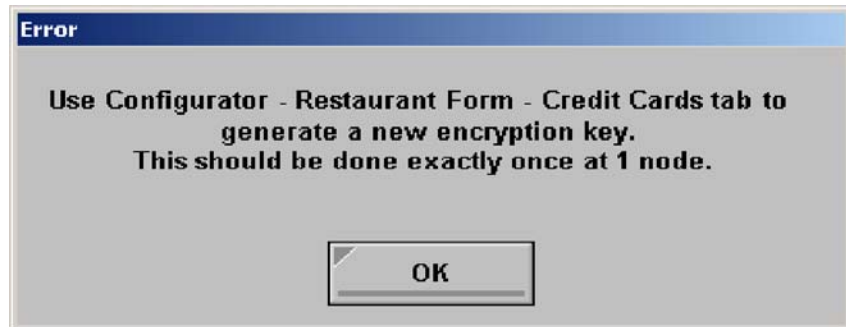 Error
Use Configurator - Restaurant Form - Credit Cards tab to
generate a new encryption key.
This should be done exactly once at 1 node.
OK